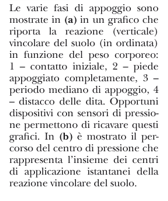 Le varie fasi di appoggio sono
mostrate in (a) in un grafico che
riporta la reazione (verticale)
vincolare del suolo (in ordinata)
in funzione del peso corporeo:
1 – contatto iniziale, 2 – piede
appoggiato completamente, 3 –
periodo mediano di appoggio, 4
– distacco delle dita. Opportuni
dispositivi con sensori di pressio-
ne permettono di ricavare questi
grafici. In (b) è mostrato il per-
corso del centro di pressione che
rappresenta l'insieme dei centri
di applicazione istantanei della
reazione vincolare del suolo.